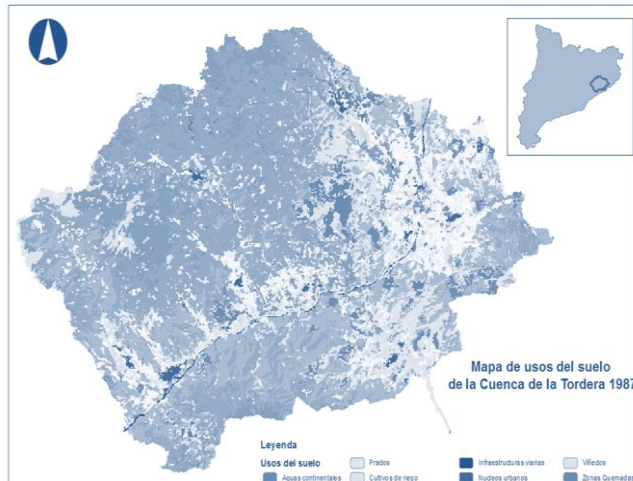 Mapa de usos del suelo
de la Cuenca de la Tordera 1987
Leyenda
Usos del suelo
Prados
Infraestructuras viarias
Viñedos
Aguas continentales
Cultivos de riego
Nucleos urbanos
Zonas Quemadas